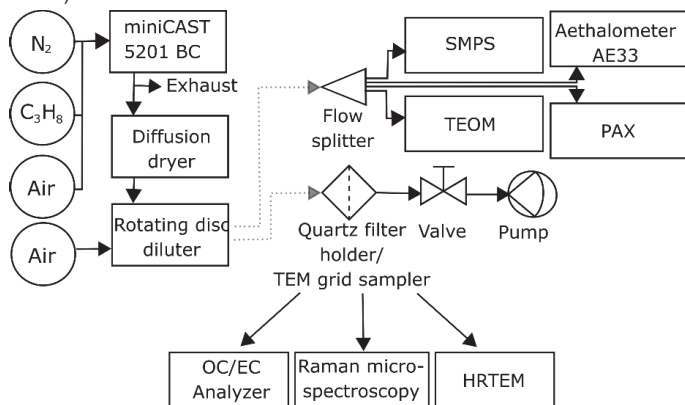 N₂
C₃H₈
Air
Air
miniCAST
5201 BC
Exhaust
Diffusion
dryer
Rotating disc
diluter
Flow
splitter
SMPS
TEOM
Aethalometer
AE33
PAX
Quartz filter
holder/
TEM grid sampler
Valve
Pump
OC/EC
Analyzer
Raman micro-
spectroscopy
HRTEM